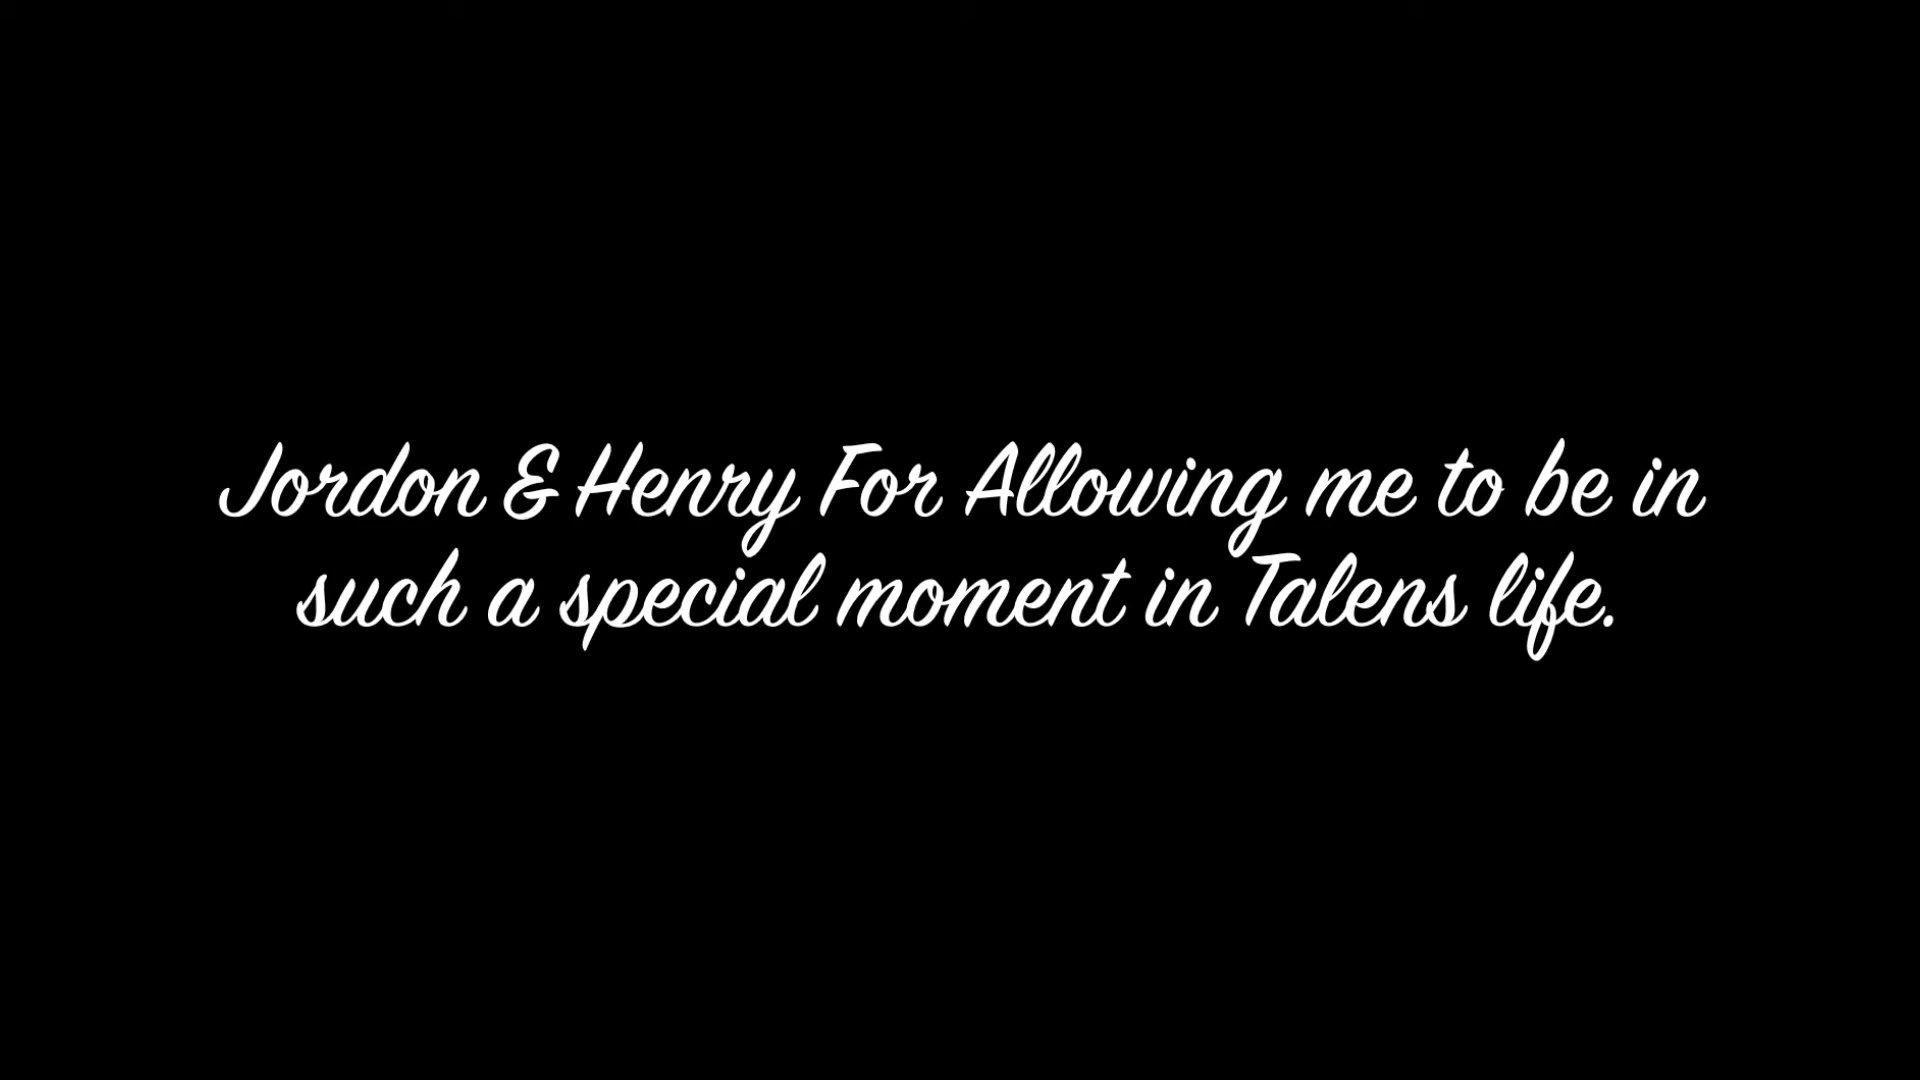 Jordon & Henry For Allowing me to be in
such a special moment in Talens life.